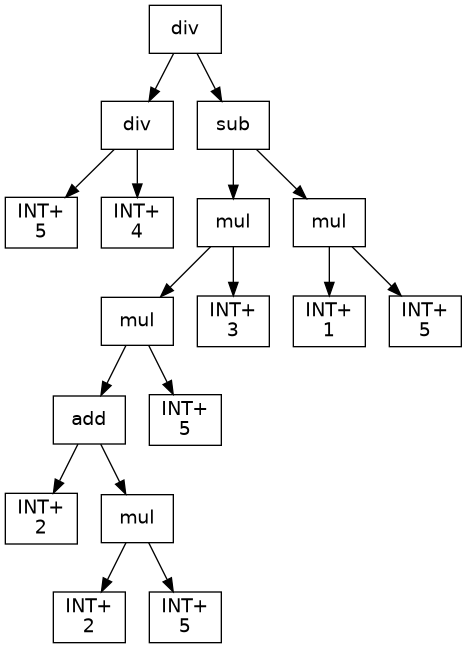 div
div
sub
INT+
5
INT+
4
mul
mul
mul
INT+
3
INT+
1
INT+
5
add
INT+
5
INT+
2
mul
INT+
2
INT+
5